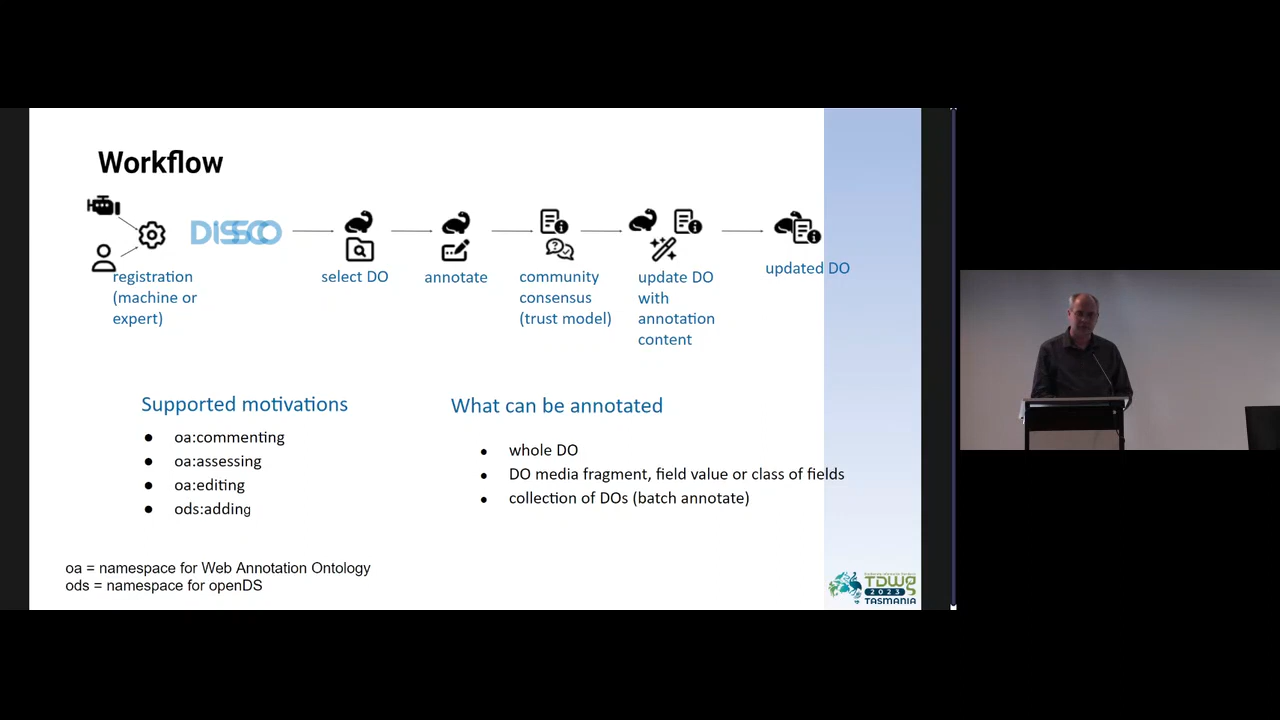 Workflow
DISSCO
registration
(machine or
expert)
select DO
annotate
community
consensus
(trust model)
update DO
with
annotation
content
updated DO
Supported motivations
● oa:commenting
● oa:assessing
● oa:editing
● ods:adding
What can be annotated
● whole DO
● DO media fragment, field value or class of fields
● collection of DOs (batch annotate)
oa = namespace for Web Annotation Ontology
ods = namespace for openDS
TDWG
2023
TASMANIA